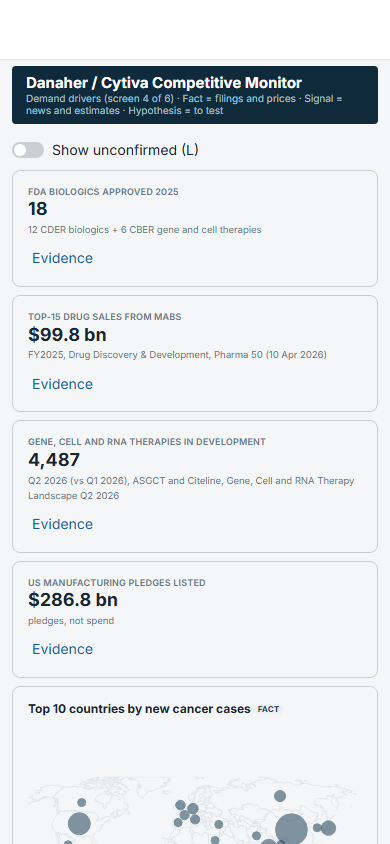 Danaher / Cytiva Competitive Monitor
Demand drivers (screen 4 of 6) · Fact = filings and prices · Signal =
news and estimates · Hypothesis = to test
Show unconfirmed (L)
FDA BIOLOGICS APPROVED 2025
18
12 CDER biologics + 6 CBER gene and cell therapies
Evidence
TOP-15 DRUG SALES FROM MABS
$99.8 bn
FY2025, Drug Discovery & Development, Pharma 50 (10 Apr 2026)
Evidence
GENE, CELL AND RNA THERAPIES IN DEVELOPMENT
4,487
Q2 2026 (vs Q1 2026), ASGCT and Citeline, Gene, Cell and RNA Therapy
Landscape Q2 2026
Evidence
US MANUFACTURING PLEDGES LISTED
$286.8 bn
pledges, not spend
Evidence
Top 10 countries by new cancer cases FACT